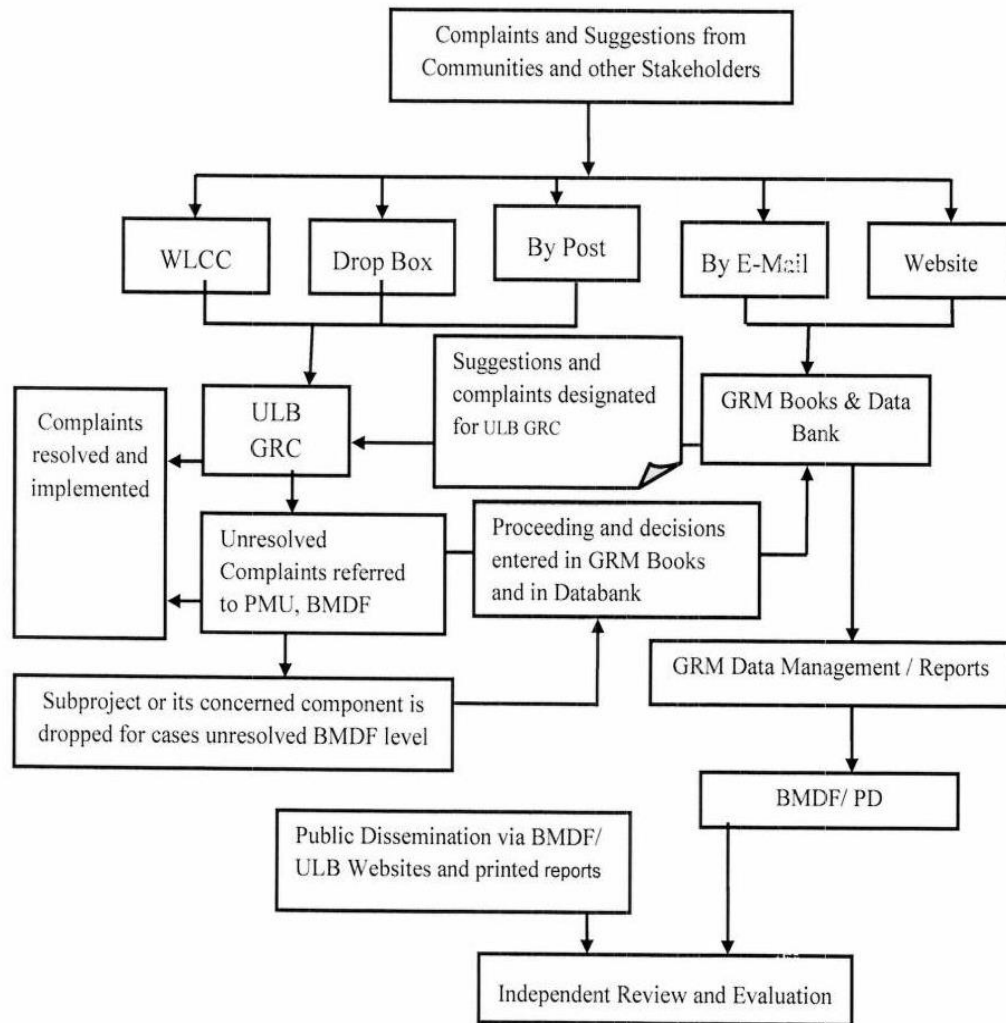 Complaints and Suggestions from
Communities and other Stakeholders
WLCC
Drop Box
By Post
By E-Mail
Website
Suggestions and
complaints designated
for ULB GRC
ULB
GRC
GRM Books & Data
Bank
Complaints
resolved and
implemented
Unresolved
Complaints referred
to PMU, BMDF
Proceeding and decisions
entered in GRM Books
and in Databank
Subproject or its concerned component is
dropped for cases unresolved BMDF level
GRM Data Management / Reports
BMDF/ PD
Public Dissemination via BMDF/
ULB Websites and printed reports
Independent Review and Evaluation